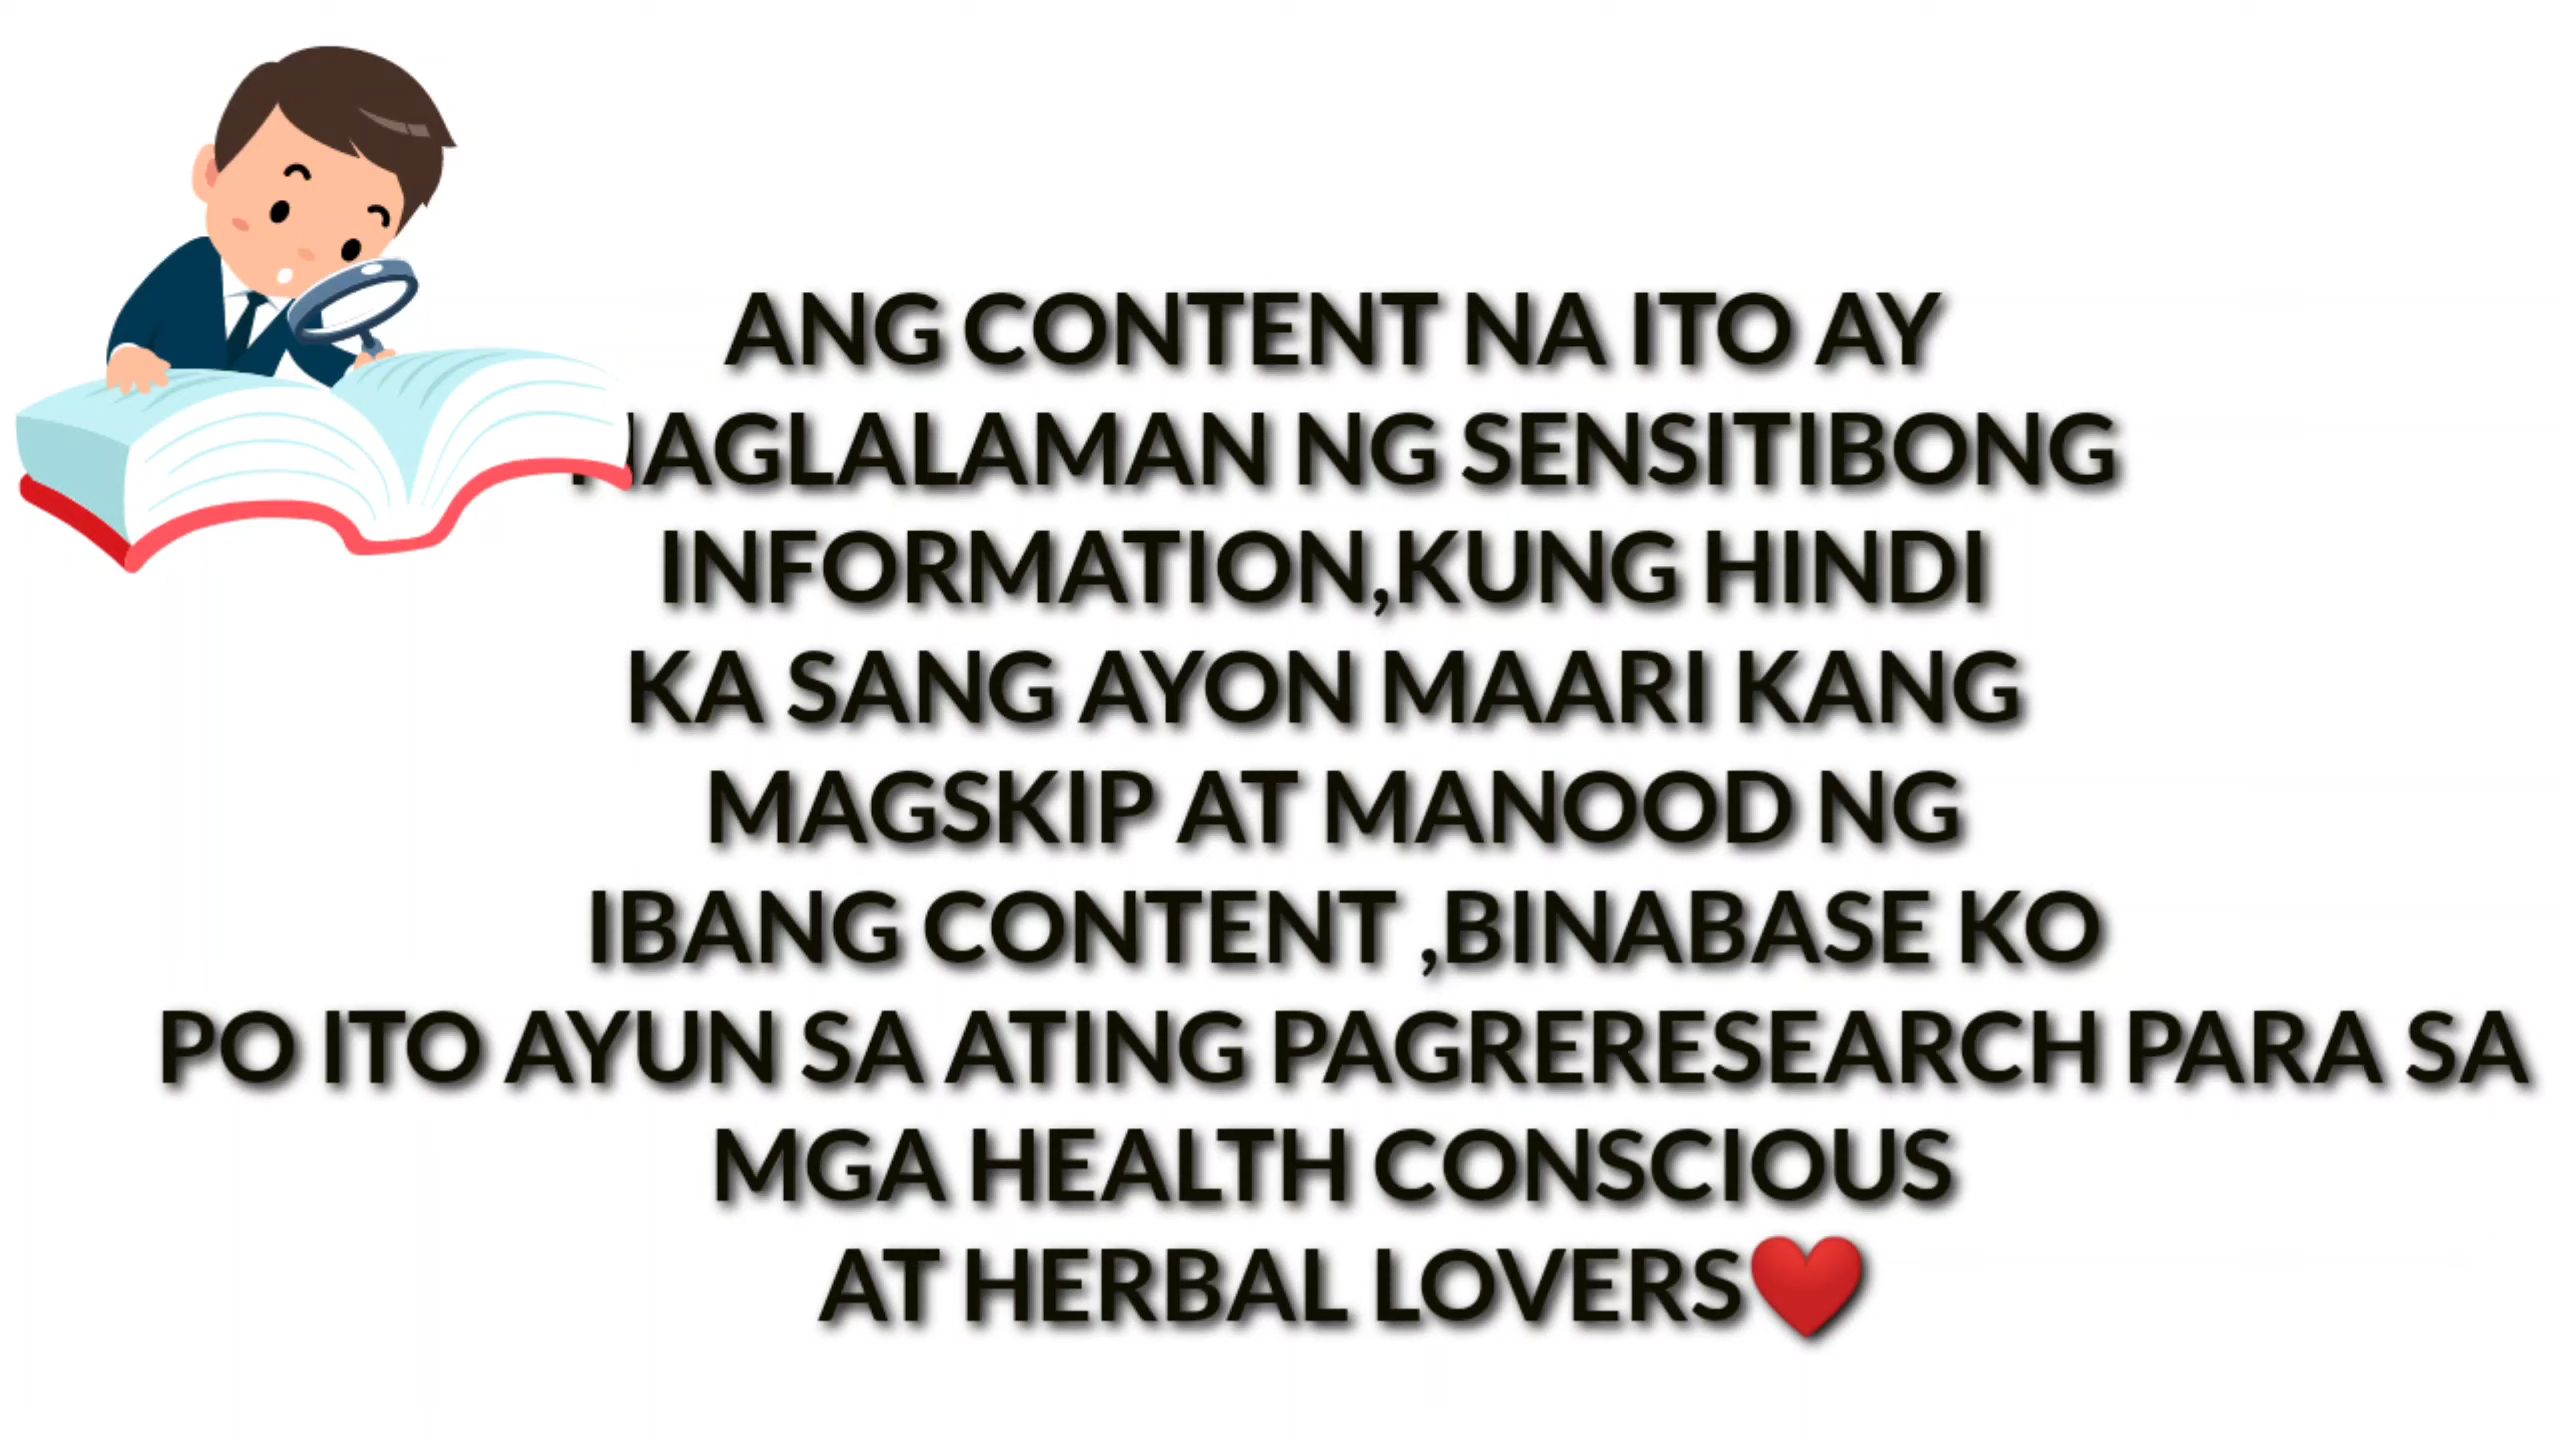 ANG CONTENT NA ITO AY
NAGLALAMAN NG SENSITIBONG
INFORMATION,KUNG HINDI
KA SANG AYON MAARI KANG
MAGSKIP AT MANOOD NG
IBANG CONTENT ,BINABASE KO
PO ITO AYUN SA ATING PAGRERESEARCH PARA SA
MGA HEALTH CONSCIOUS
AT HERBAL LOVERS❤️